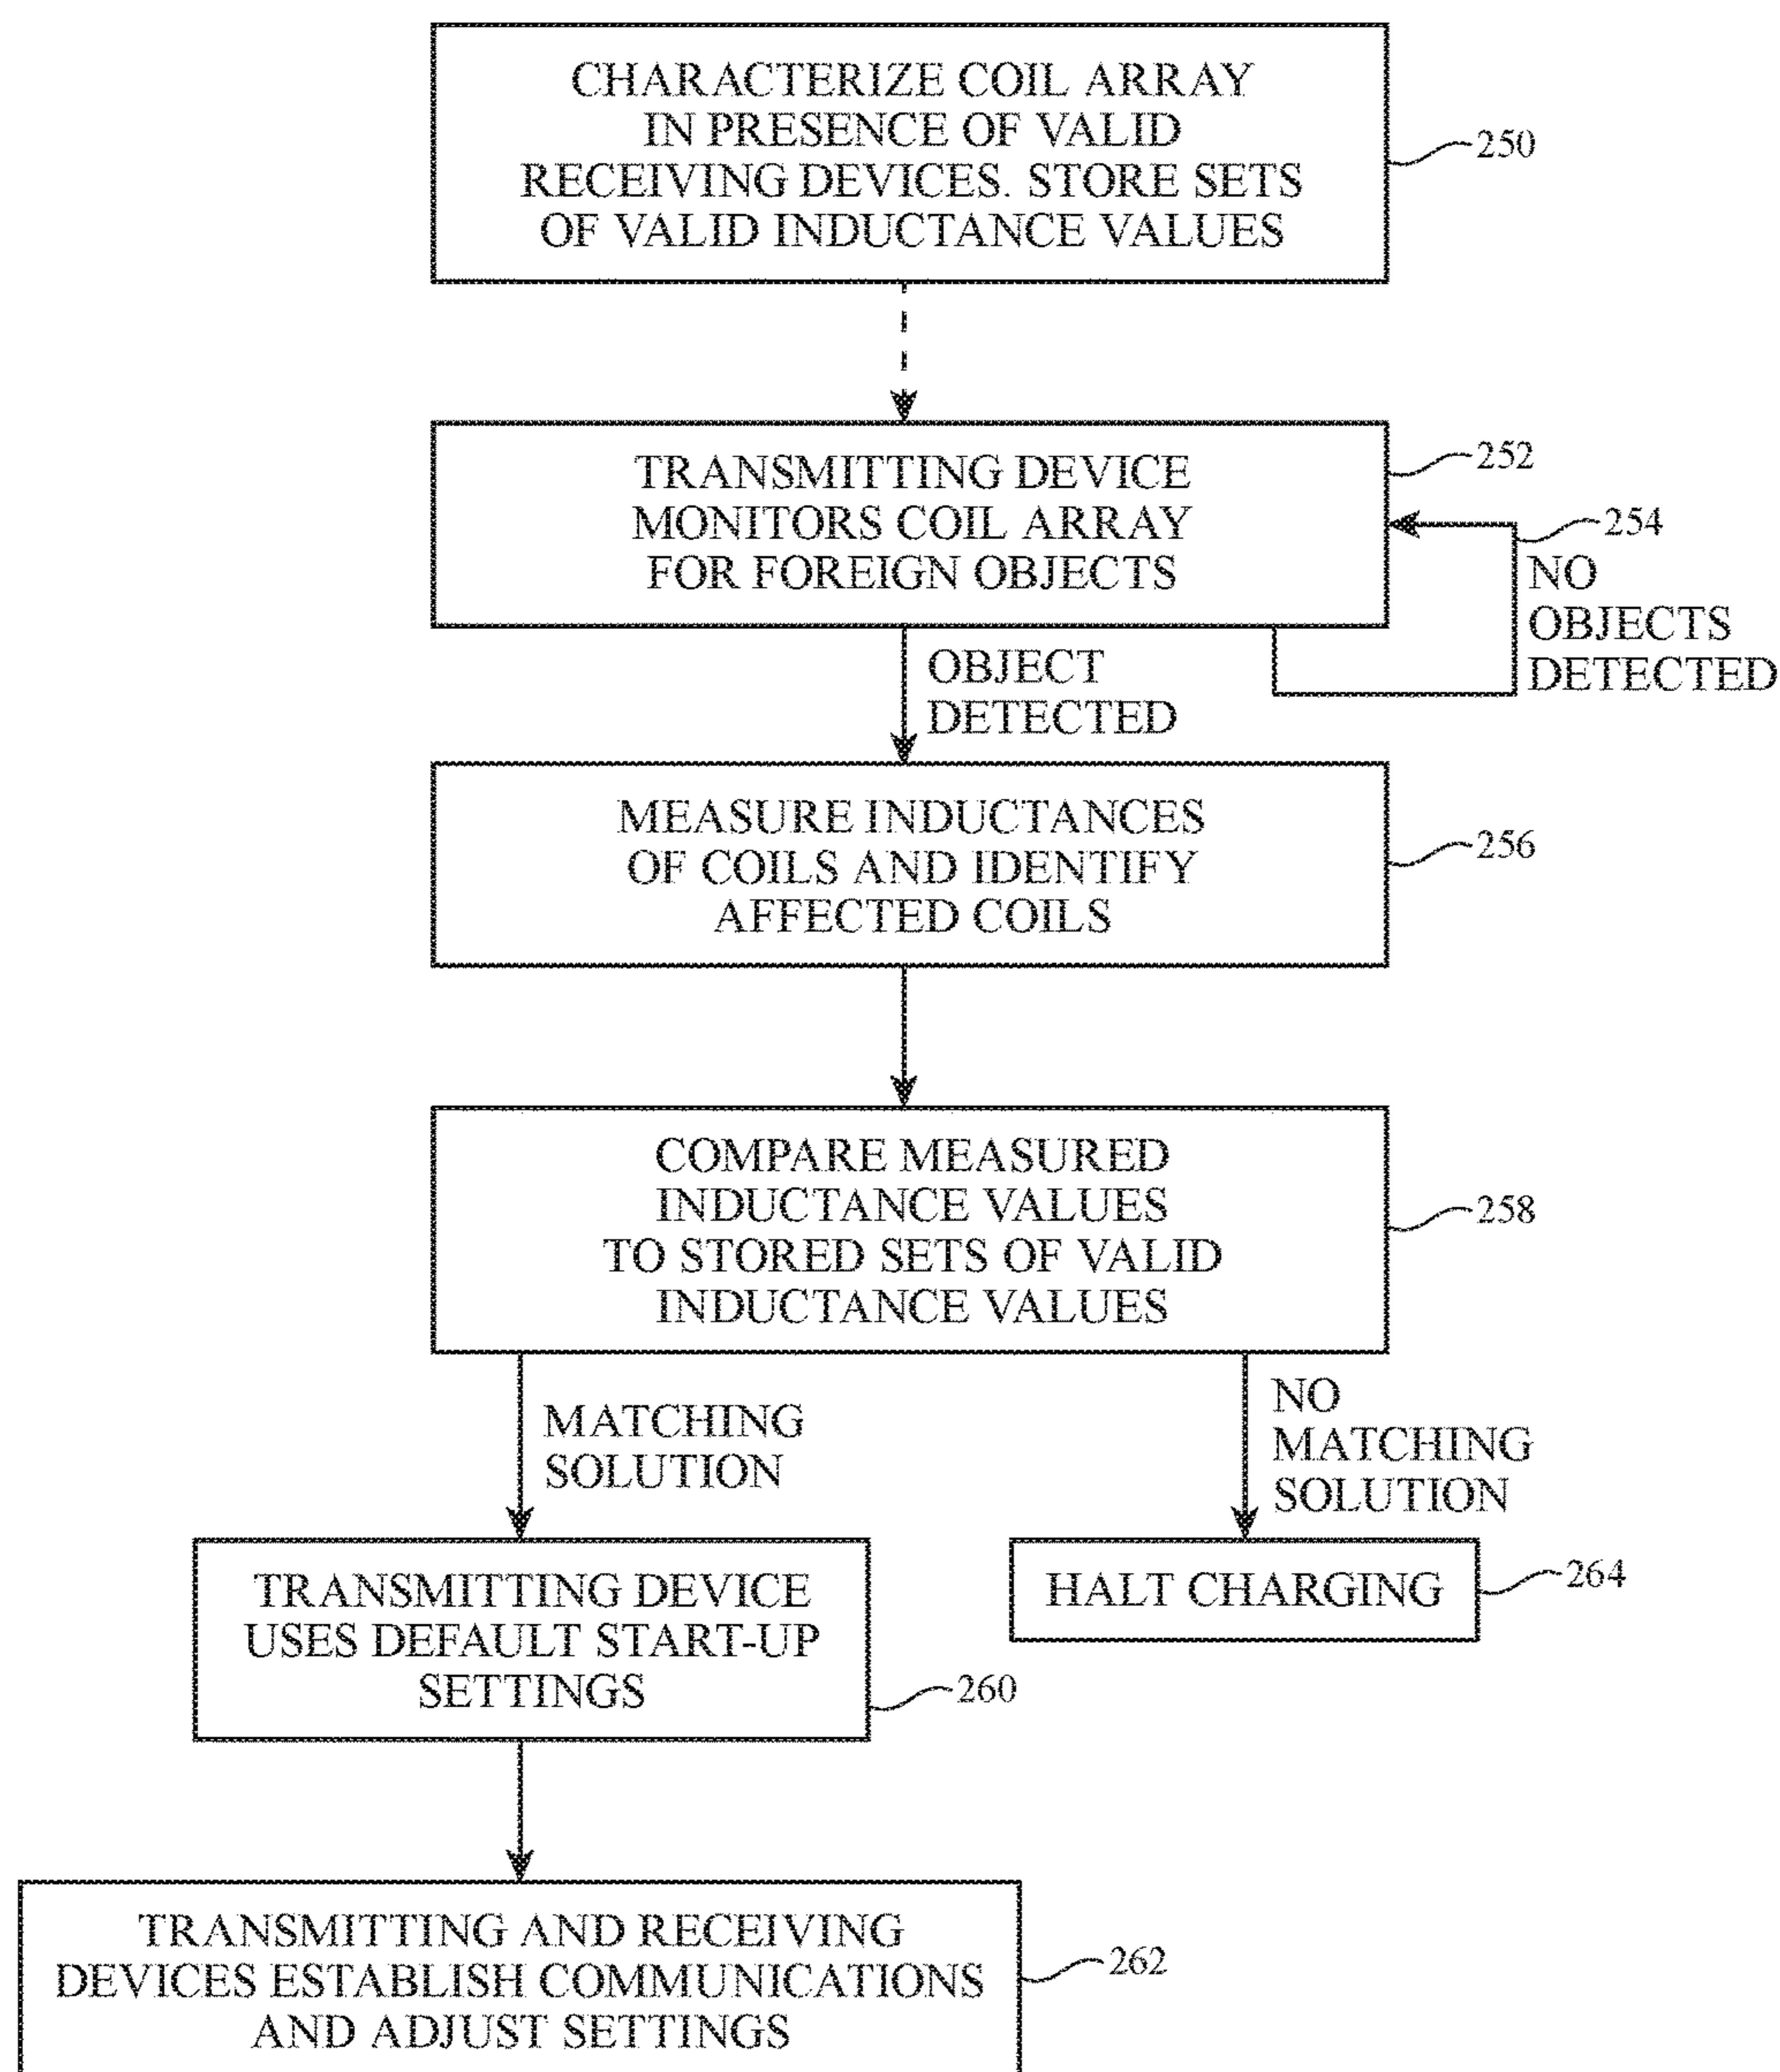 CHARACTERIZE COIL ARRAY
IN PRESENCE OF VALID
RECEIVING DEVICES. STORE SETS
OF VALID INDUCTANCE VALUES
250
TRANSMITTING DEVICE
MONITORS COIL ARRAY
FOR FOREIGN OBJECTS
252
254
NO
OBJECTS
DETECTED
OBJECT
DETECTED
MEASURE INDUCTANCES
OF COILS AND IDENTIFY
AFFECTED COILS
256
COMPARE MEASURED
INDUCTANCE VALUES
TO STORED SETS OF VALID
INDUCTANCE VALUES
258
MATCHING
SOLUTION
NO
MATCHING
SOLUTION
TRANSMITTING DEVICE
USES DEFAULT START-UP
SETTINGS
260
HALT CHARGING
264
TRANSMITTING AND RECEIVING
DEVICES ESTABLISH COMMUNICATIONS
AND ADJUST SETTINGS
262